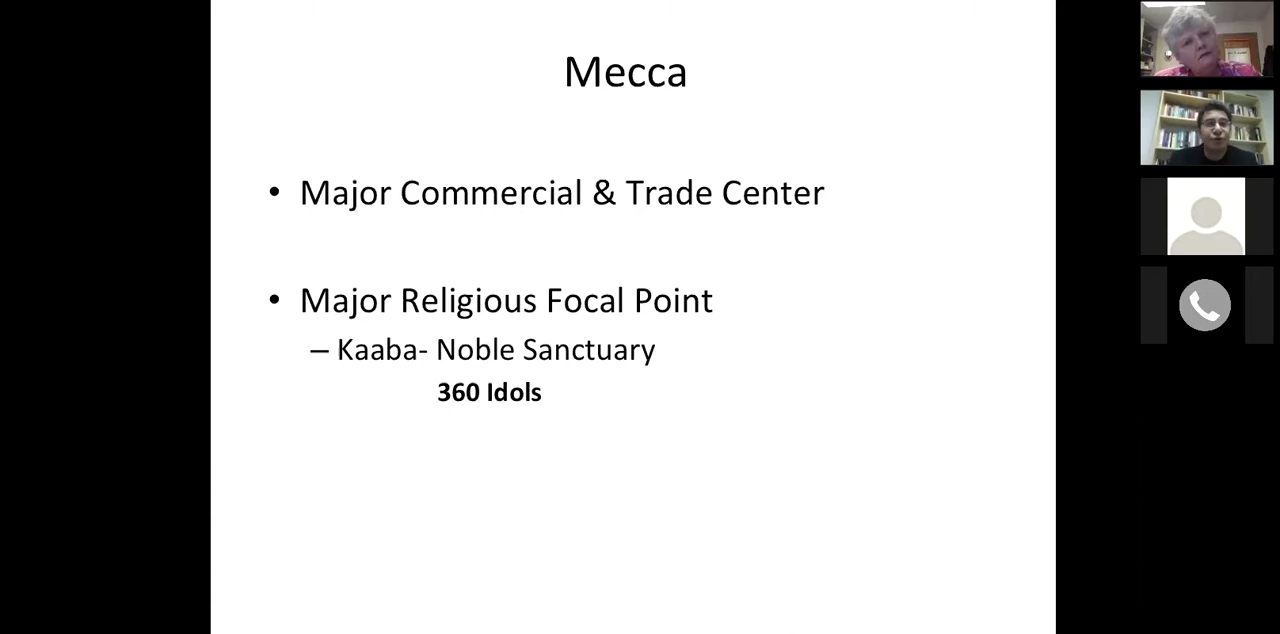 Mecca
• Major Commercial & Trade Center
• Major Religious Focal Point
– Kaaba- Noble Sanctuary
360 Idols